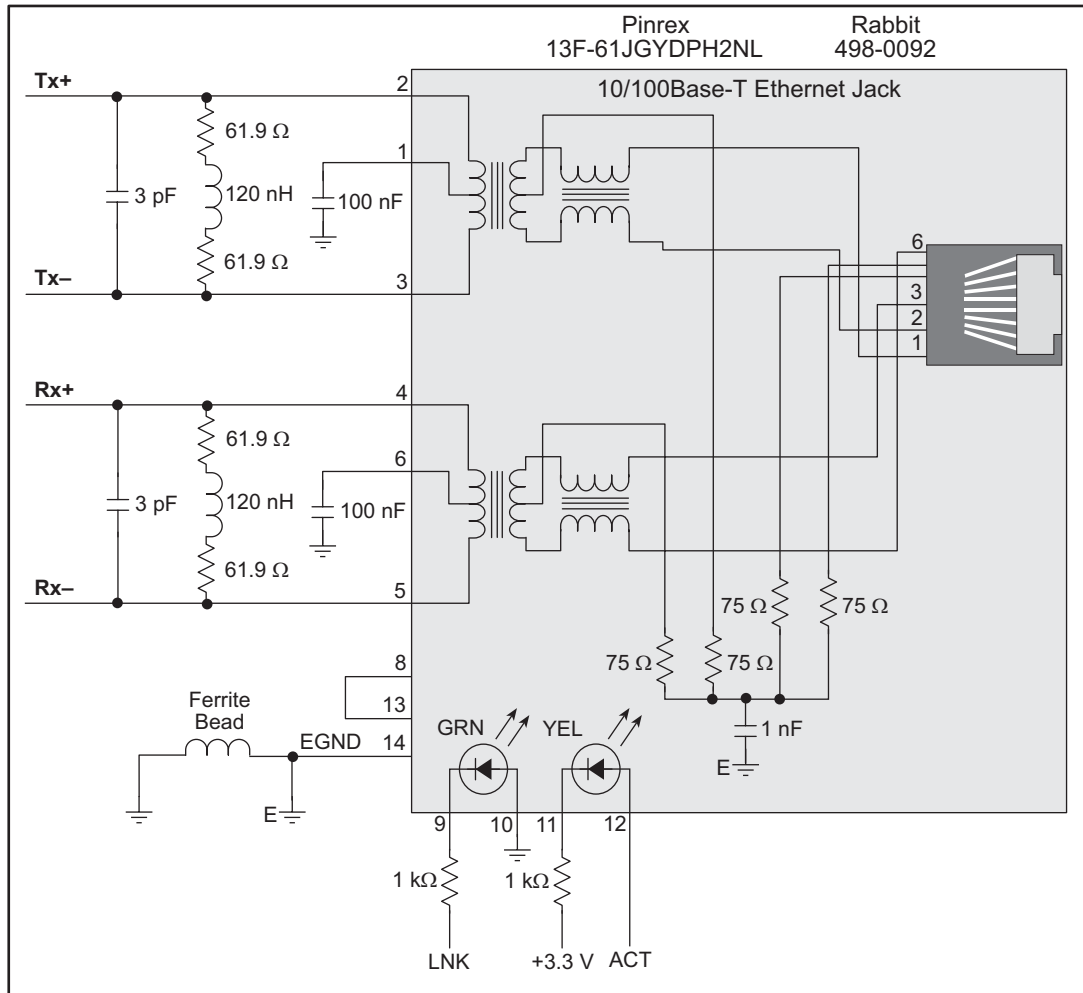 Pinrex Rabbit
13F-61JGYDPH2NL 498-0092
10/100Base-T Ethernet Jack
Tx+
2
61.9 Ω
1
3 pF
120 nH
100 nF
61.9 Ω
Tx–
3
6
3
2
1
Rx+
4
61.9 Ω
6
3 pF
120 nH
100 nF
61.9 Ω
Rx–
5
75 Ω
75 Ω
75 Ω
75 Ω
8
13
Ferrite
Bead
EGND
14
E
GRN
YEL
1 nF
E
9
10
11
12
1 kΩ
1 kΩ
LNK
+3.3 V
ACT